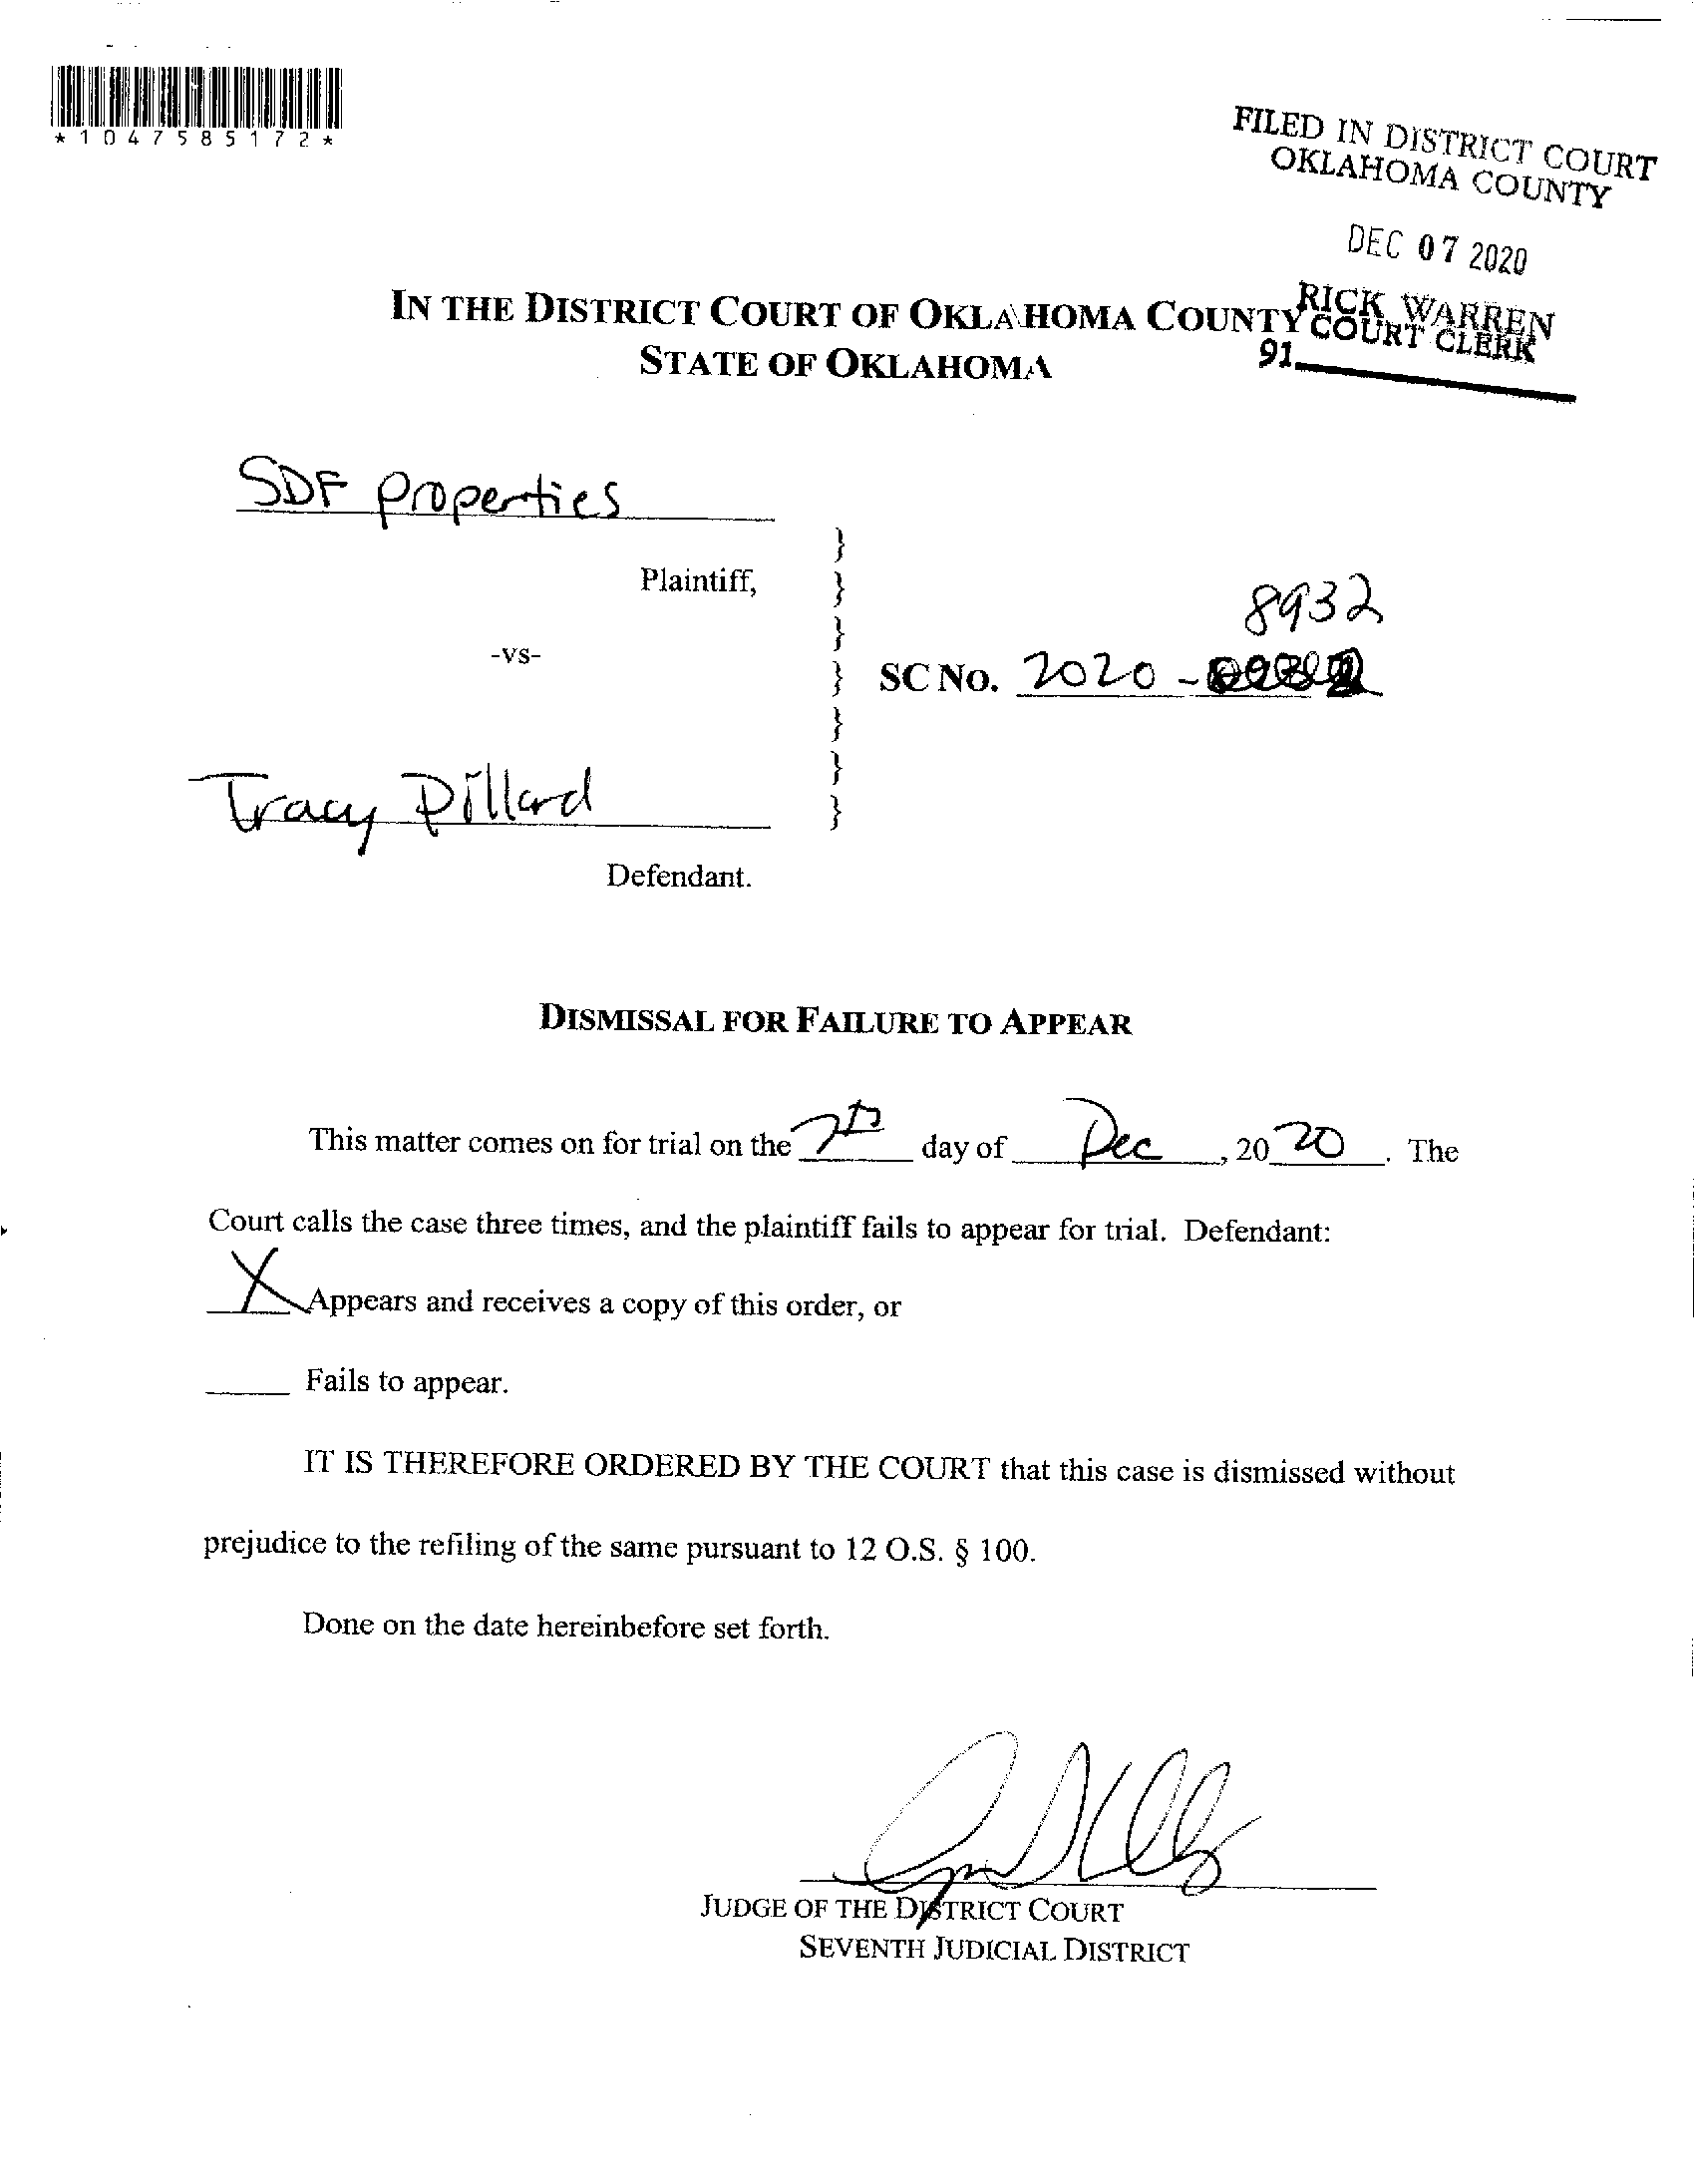 *1047585172*
FILED IN DISTRICT COURT
OKLAHOMA COUNTY
DEC 07 2020
RICK WARREN
COURT CLERK
91
IN THE DISTRICT COURT OF OKLAHOMA COUNTY
STATE OF OKLAHOMA
SDF properties
Plaintiff,
-vs-
8932
SC NO. 2020 -
Tracy Dillard
Defendant.
DISMISSAL FOR FAILURE TO APPEAR
This matter comes on for trial on the 7th day of Dec, 2020. The
Court calls the case three times, and the plaintiff fails to appear for trial. Defendant:
X Appears and receives a copy of this order, or
Fails to appear.
IT IS THEREFORE ORDERED BY THE COURT that this case is dismissed without
prejudice to the refiling of the same pursuant to 12 O.S. § 100.
Done on the date hereinbefore set forth.
JUDGE OF THE DISTRICT COURT
SEVENTH JUDICIAL DISTRICT